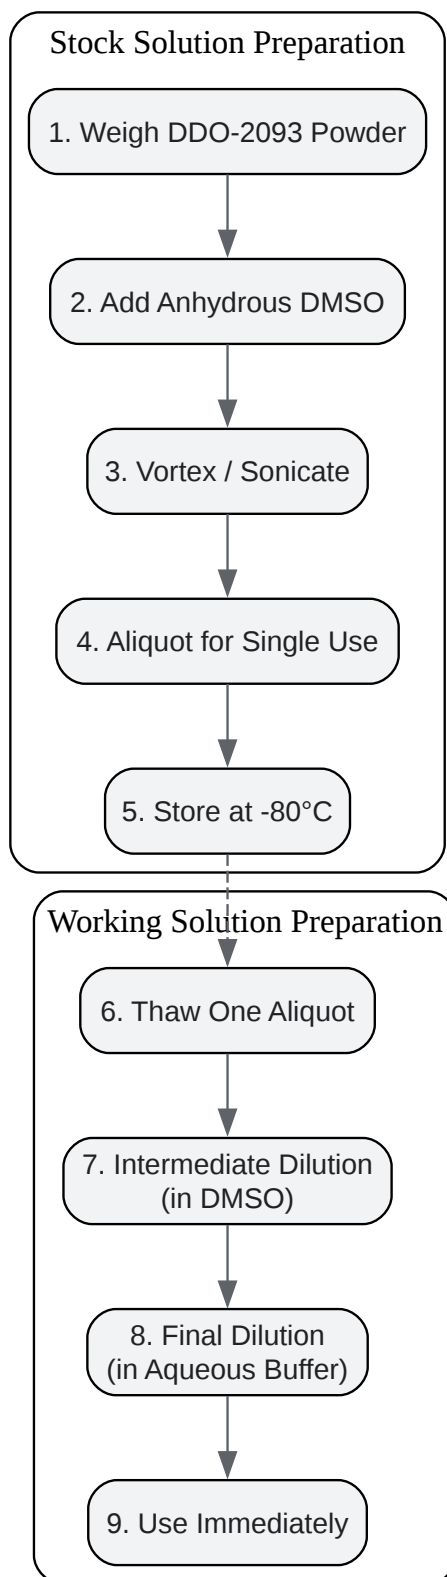 Stock Solution Preparation
1. Weigh DDO-2093 Powder
2. Add Anhydrous DMSO
3. Vortex / Sonicate
4. Aliquot for Single Use
5. Store at -80°C
Working Solution Preparation
6. Thaw One Aliquot
7. Intermediate Dilution
(in DMSO)
8. Final Dilution
(in Aqueous Buffer)
9. Use Immediately